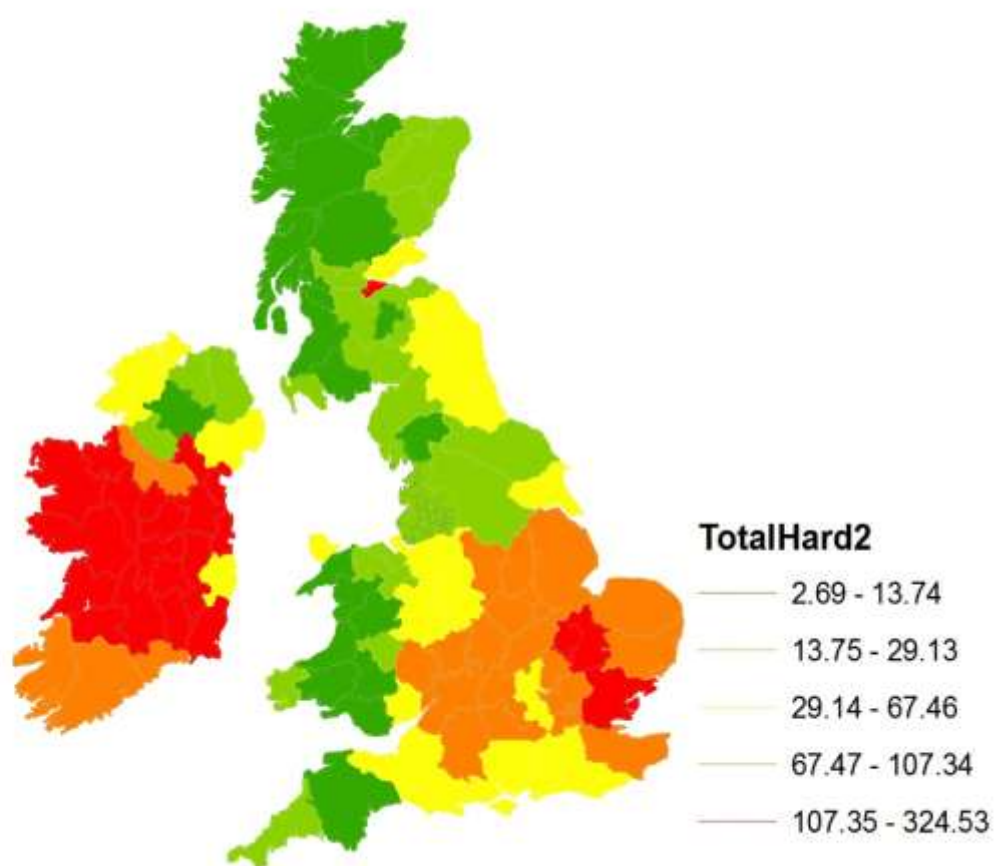 TotalHard2
2.69 - 13.74
13.75 - 29.13
29.14 - 67.46
67.47 - 107.34
107.35 - 324.53